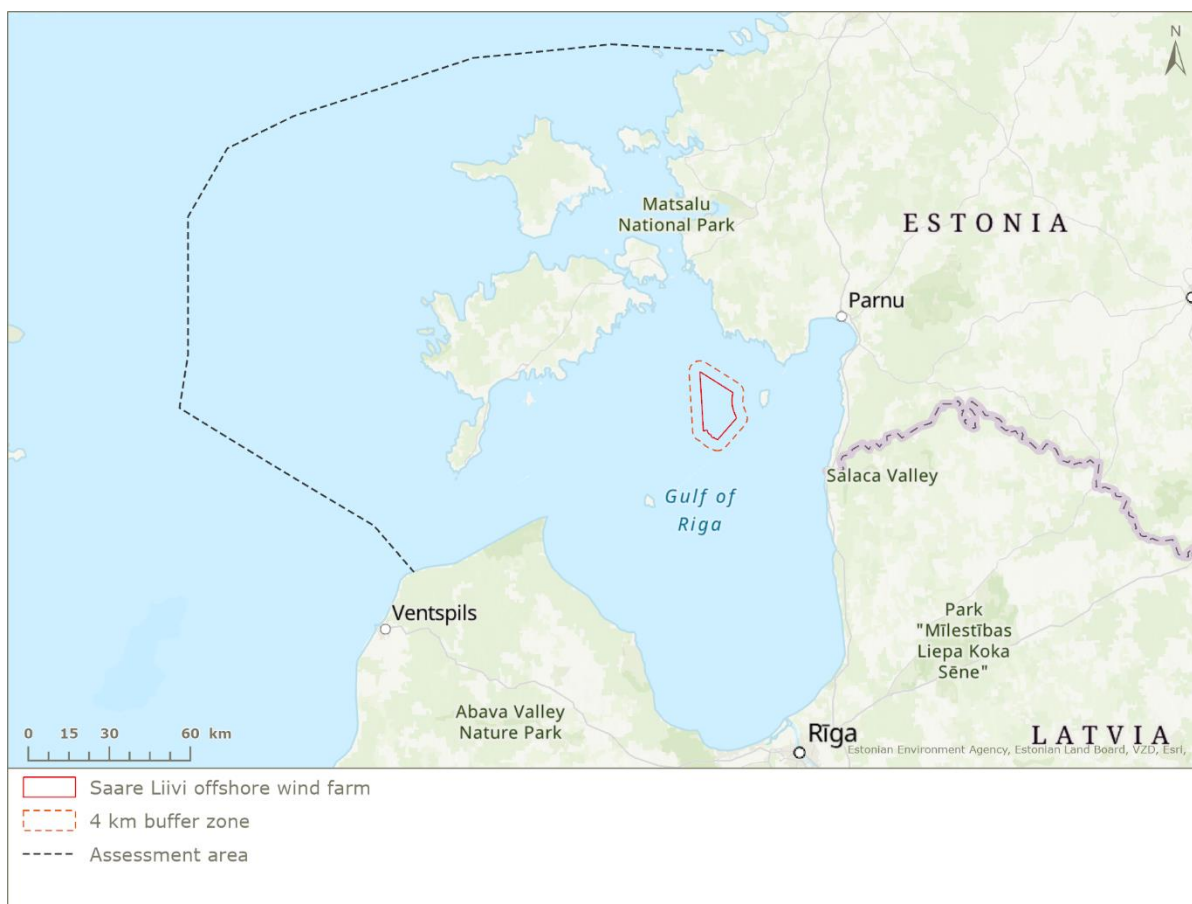 N
Matsalu
National Park
ESTONIA
Parnu
Salaca Valley
Gulf of
Riga
Ventspils
Park
"Mīlestības
Liepa Koka
Sēne"
Abava Valley
Nature Park
Rīga
LATVIA
0 15 30 60 km
Estonian Environment Agency, Estonian Land Board, VZD, Esri,
Saare Liivi offshore wind farm
4 km buffer zone
Assessment area